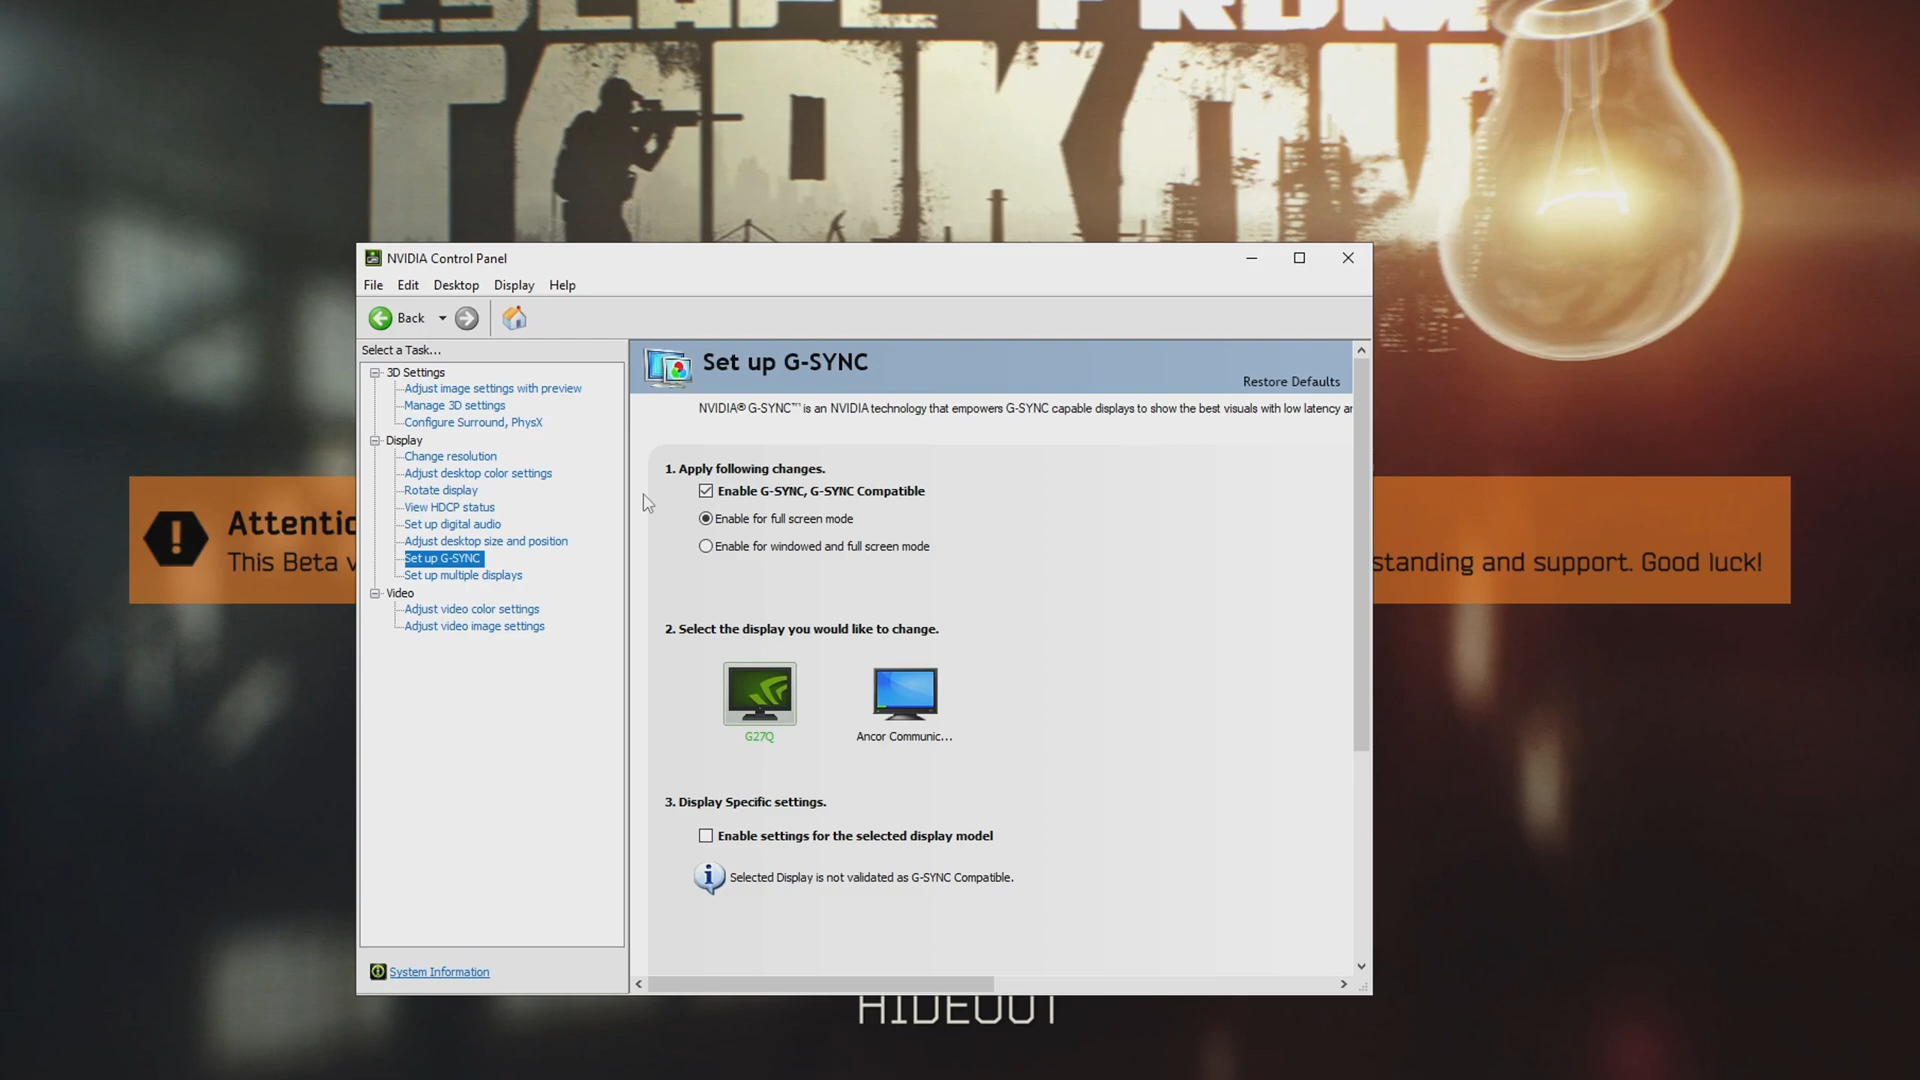 ESCAPE FROM
TARKOV
NVIDIA Control Panel
File Edit Desktop Display Help
Back
Select a Task...
3D Settings
Adjust image settings with preview
Manage 3D settings
Configure Surround, PhysX
Display
Change resolution
Adjust desktop color settings
Rotate display
View HDCP status
Set up digital audio
Adjust desktop size and position
Set up G-SYNC
Set up multiple displays
Video
Adjust video color settings
Adjust video image settings
System Information
Set up G-SYNC
Restore Defaults
NVIDIA® G-SYNC™ is an NVIDIA technology that empowers G-SYNC capable displays to show the best visuals with low latency
1. Apply following changes.
Enable G-SYNC, G-SYNC Compatible
Enable for full screen mode
Enable for windowed and full screen mode
2. Select the display you would like to change.
G27Q Ancor Communic...
3. Display Specific settings.
Enable settings for the selected display model
Selected Display is not validated as G-SYNC Compatible.
!
Attentio
This Beta v
standing and support. Good luck!
HIDEOUT